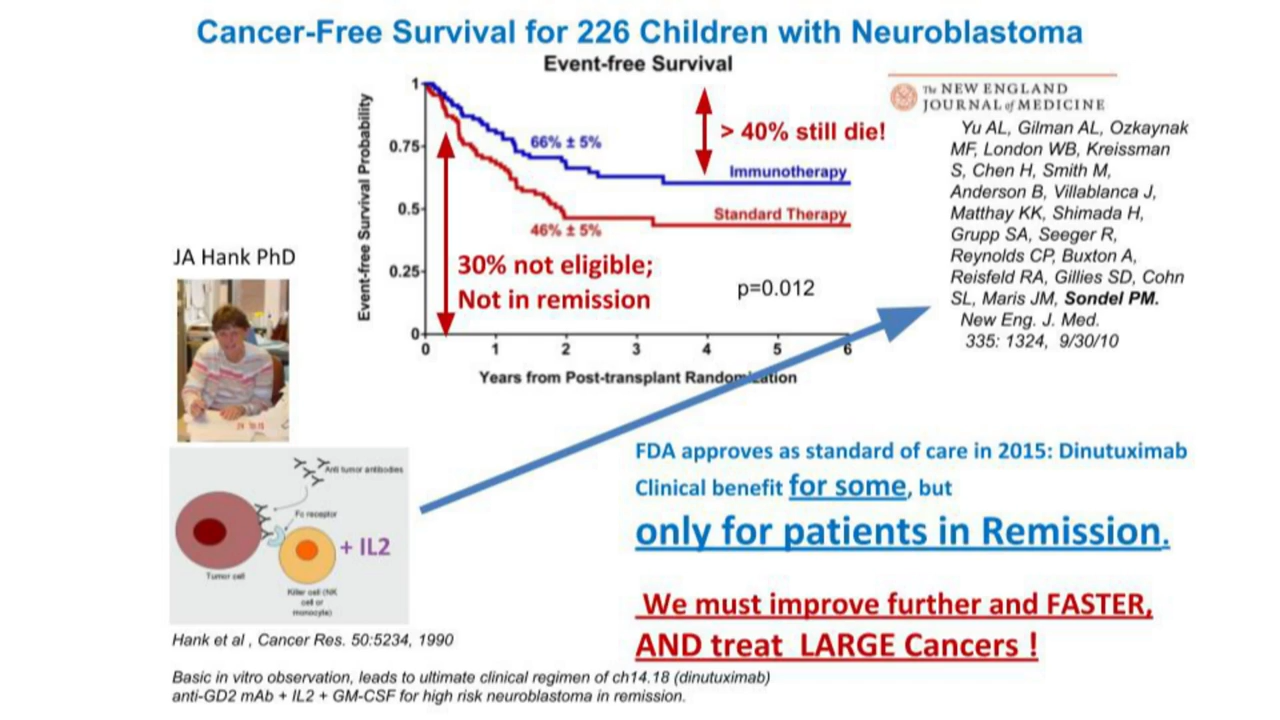 Cancer-Free Survival for 226 Children with Neuroblastoma
Event-free Survival
Event-free Survival Probability
1
0.75
0.5
0.25
0
0 1 2 3 4 5 6
Years from Post-transplant Randomization
66% ± 5%
46% ± 5%
Immunotherapy
Standard Therapy
> 40% still die!
30% not eligible;
Not in remission
p=0.012
The NEW ENGLAND
JOURNAL of MEDICINE
Yu AL, Gilman AL, Ozkaynak
MF, London WB, Kreissman
S, Chen H, Smith M,
Anderson B, Villablanca J,
Matthay KK, Shimada H,
Grupp SA, Seeger R,
Reynolds CP, Buxton A,
Reisfeld RA, Gillies SD, Cohn
SL, Maris JM, Sondel PM.
New Eng. J. Med.
335: 1324, 9/30/10
JA Hank PhD
Anti tumor antibodies
Fc receptor
+ IL2
Tumor cell
Killer cell (NK
cell or
monocyte)
Hank et al , Cancer Res. 50:5234, 1990
FDA approves as standard of care in 2015: Dinutuximab
Clinical benefit for some, but
only for patients in Remission.
We must improve further and FASTER,
AND treat LARGE Cancers !
Basic in vitro observation, leads to ultimate clinical regimen of ch14.18 (dinutuximab)
anti-GD2 mAb + IL2 + GM-CSF for high risk neuroblastoma in remission.